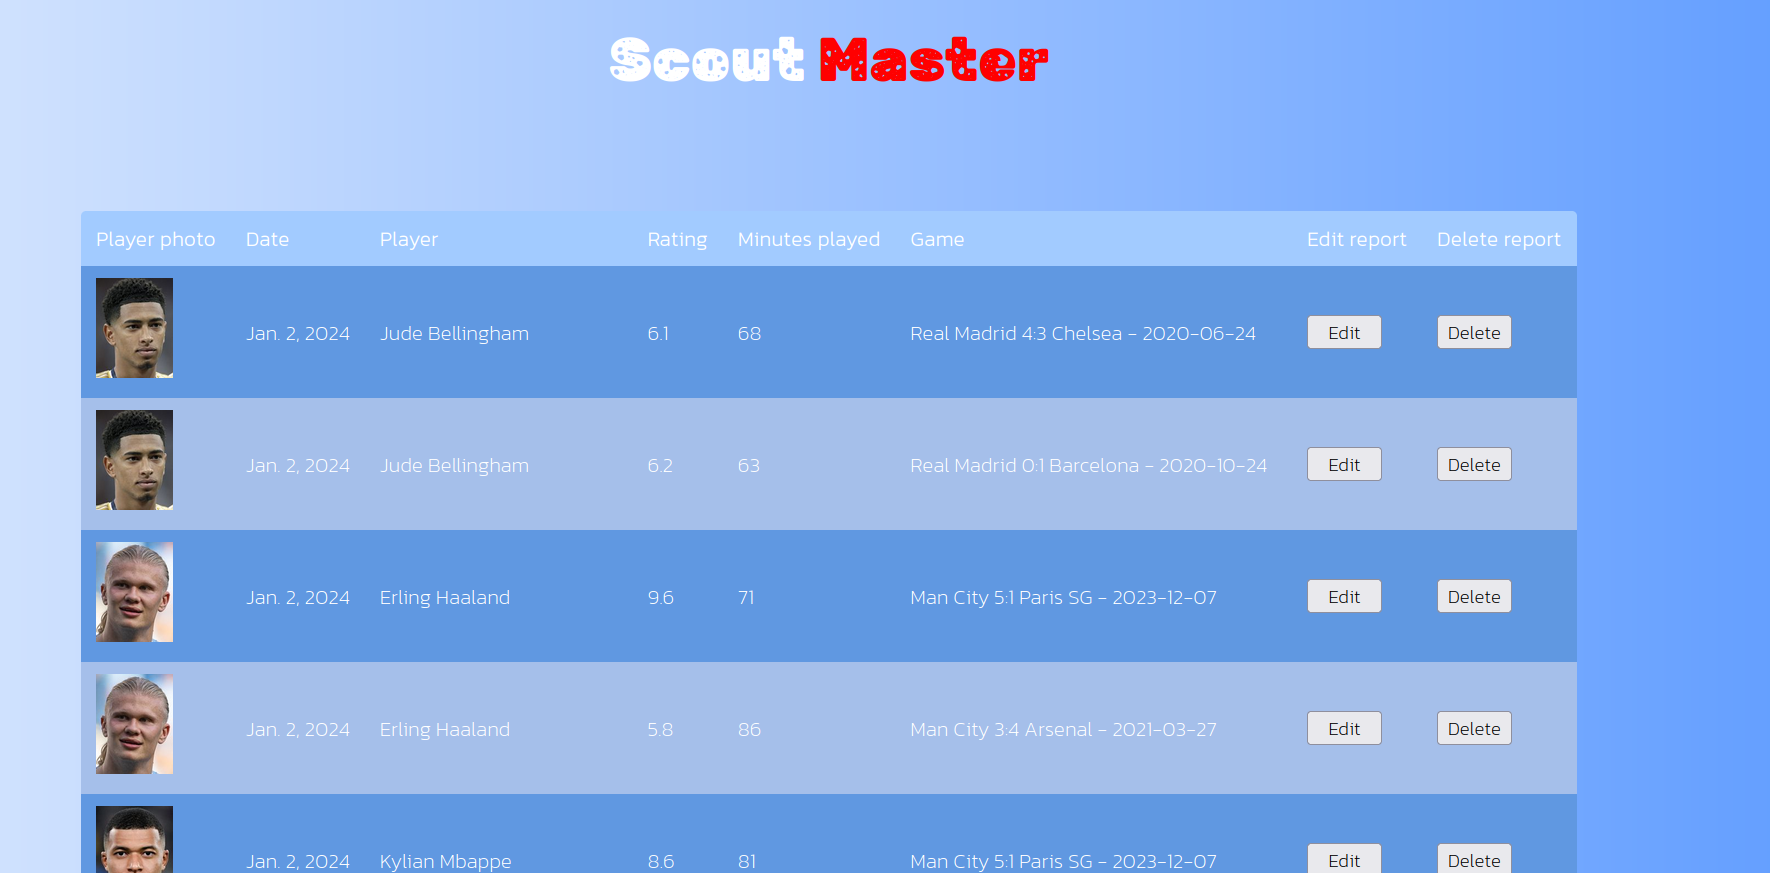 Scout Master
Player photo Date Player Rating Minutes played Game Edit report Delete report
Jan. 2, 2024 Jude Bellingham 6.1 68 Real Madrid 4:3 Chelsea - 2020-06-24 Edit Delete
Jan. 2, 2024 Jude Bellingham 6.2 63 Real Madrid 0:1 Barcelona - 2020-10-24 Edit Delete
Jan. 2, 2024 Erling Haaland 9.6 71 Man City 5:1 Paris SG - 2023-12-07 Edit Delete
Jan. 2, 2024 Erling Haaland 5.8 86 Man City 3:4 Arsenal - 2021-03-27 Edit Delete
Jan. 2, 2024 Kylian Mbappe 8.6 81 Man City 5:1 Paris SG - 2023-12-07 Edit Delete